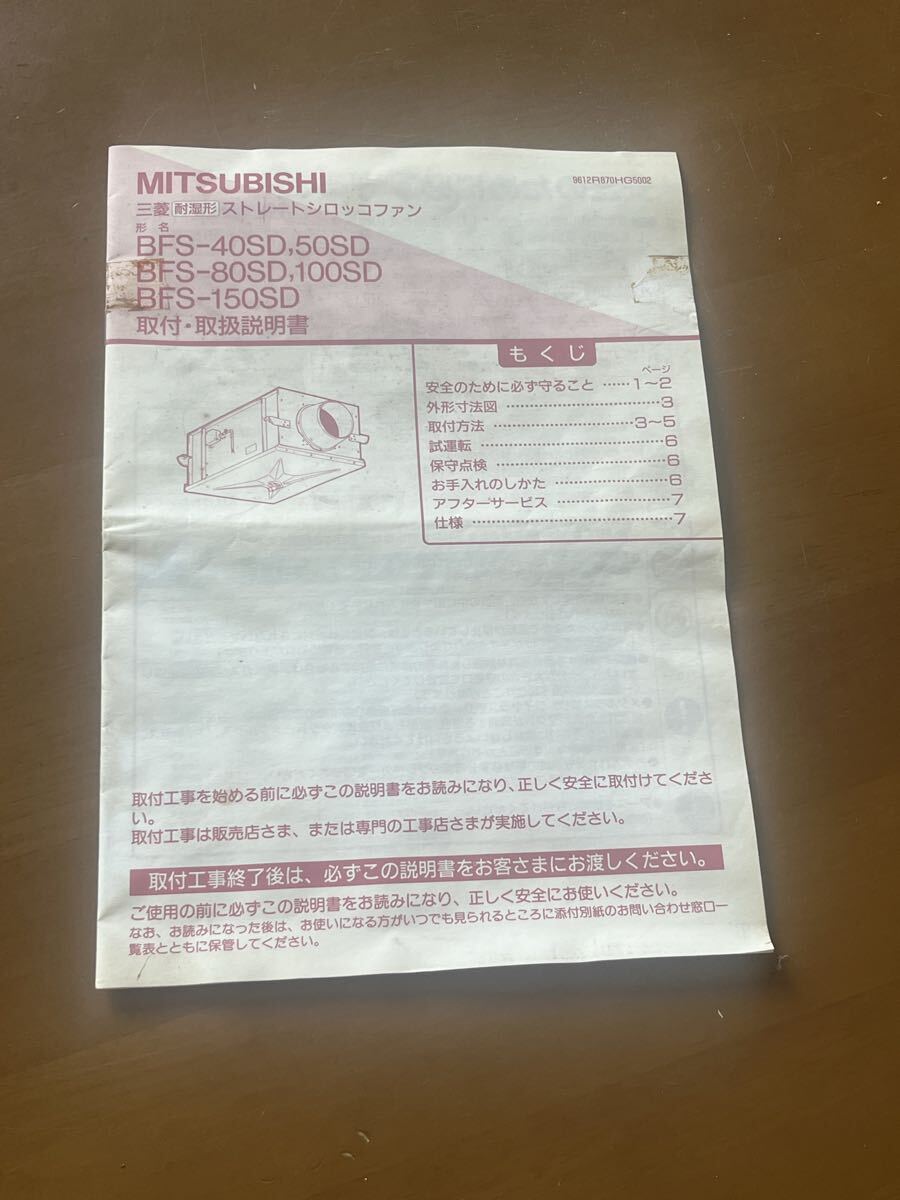 MITSUBISHI
9612R870HG5002
三菱 耐湿形 ストレートシロッコファン
形名
BFS-40SD,50SD
BFS-80SD,100SD
BFS-150SD
取付・取扱説明書
もくじ
ページ
安全のために必ず守ること ……1〜2
外形寸法図 ……………………3
取付方法 ……………………3〜5
試運転 …………………………6
保守点検 ………………………6
お手入れのしかた ……………6
アフターサービス ……………7
仕様 ……………………………7
取付工事を始める前に必ずこの説明書をお読みになり、正しく安全に取付けてくださ
い。
取付工事は販売店さま、または専門の工事店さまが実施してください。
取付工事終了後は、必ずこの説明書をお客さまにお渡しください。
ご使用の前に必ずこの説明書をお読みになり、正しく安全にお使いください。
なお、お読みになった後は、お使いになる方がいつでも見られるところに添付別紙のお問い合わせ窓口一
覧表とともに保管してください。